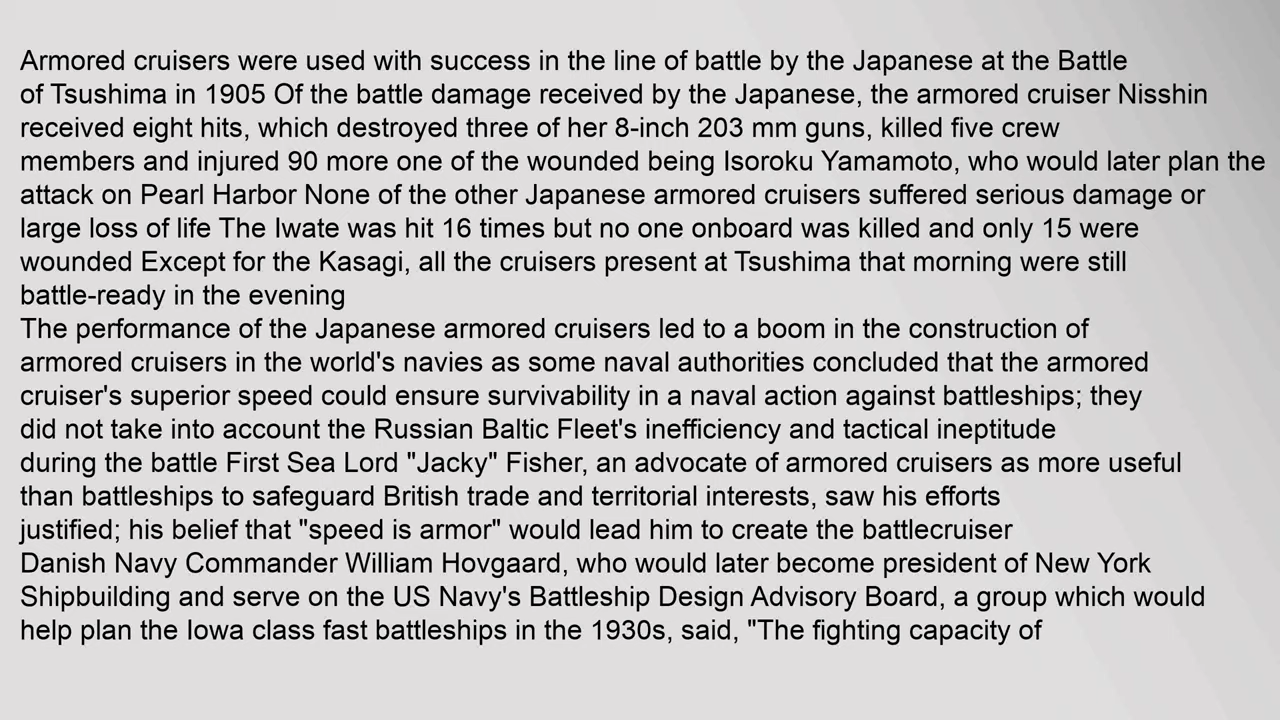 Armored cruisers were used with success in the line of battle by the Japanese at the Battle
of Tsushima in 1905 Of the battle damage received by the Japanese, the armored cruiser Nisshin
received eight hits, which destroyed three of her 8-inch 203 mm guns, killed five crew
members and injured 90 more one of the wounded being Isoroku Yamamoto, who would later plan the
attack on Pearl Harbor None of the other Japanese armored cruisers suffered serious damage or
large loss of life The Iwate was hit 16 times but no one onboard was killed and only 15 were
wounded Except for the Kasagi, all the cruisers present at Tsushima that morning were still
battle-ready in the evening
The performance of the Japanese armored cruisers led to a boom in the construction of
armored cruisers in the world's navies as some naval authorities concluded that the armored
cruiser's superior speed could ensure survivability in a naval action against battleships; they
did not take into account the Russian Baltic Fleet's inefficiency and tactical ineptitude
during the battle First Sea Lord "Jacky" Fisher, an advocate of armored cruisers as more useful
than battleships to safeguard British trade and territorial interests, saw his efforts
justified; his belief that "speed is armor" would lead him to create the battlecruiser
Danish Navy Commander William Hovgaard, who would later become president of New York
Shipbuilding and serve on the US Navy's Battleship Design Advisory Board, a group which would
help plan the Iowa class fast battleships in the 1930s, said, "The fighting capacity of